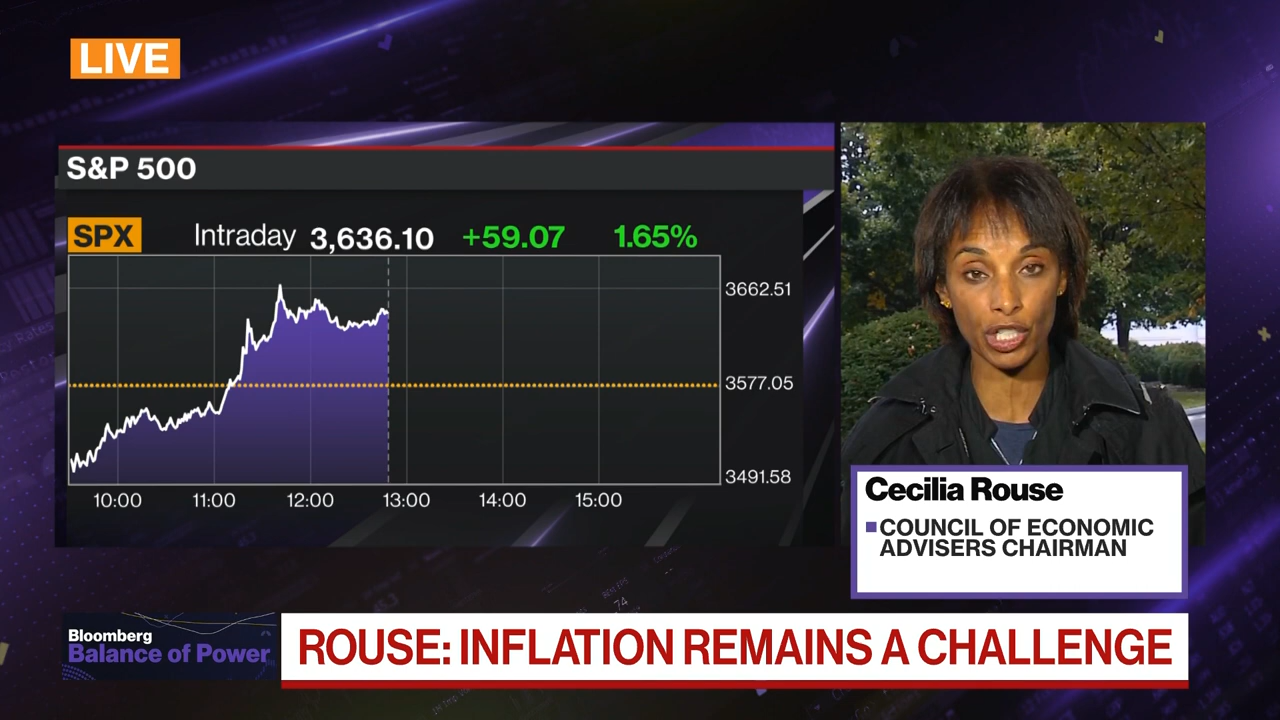 LIVE
S&P 500
SPX Intraday 3,636.10 +59.07 1.65%
3662.51
3577.05
3491.58
10:00 11:00 12:00 13:00 14:00 15:00
Cecilia Rouse
COUNCIL OF ECONOMIC
ADVISERS CHAIRMAN
Bloomberg
Balance of Power
ROUSE: INFLATION REMAINS A CHALLENGE